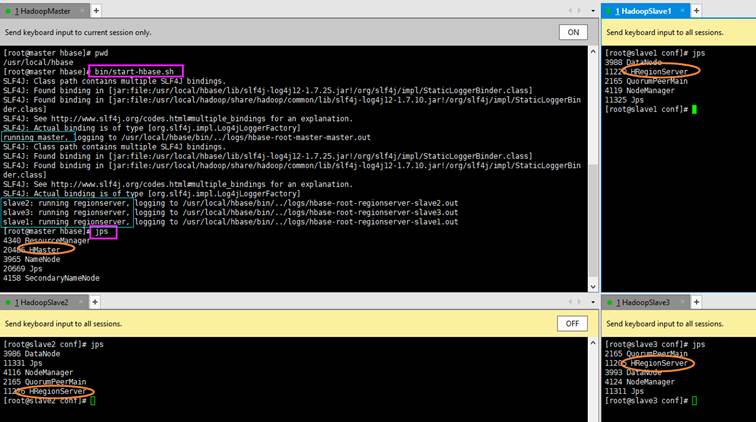 1 HadoopMaster
Send keyboard input to current session only.
ON
[root@master hbase]# pwd
/usr/local/hbase
[root@master hbase]# bin/start-hbase.sh
SLF4J: Class path contains multiple SLF4J bindings.
SLF4J: Found binding in [jar:file:/usr/local/hbase/lib/slf4j-log4j12-1.7.25.jar!/org/slf4j/impl/StaticLoggerBinder.class]
SLF4J: Found binding in [jar:file:/usr/local/hadoop/share/hadoop/common/lib/slf4j-log4j12-1.7.10.jar!/org/slf4j/impl/StaticLoggerBin
der.class]
SLF4J: See http://www.slf4j.org/codes.html#multiple_bindings for an explanation.
SLF4J: Actual binding is of type [org.slf4j.impl.Log4jLoggerFactory]
running master, logging to /usr/local/hbase/bin/../logs/hbase-root-master-master.out
SLF4J: Class path contains multiple SLF4J bindings.
SLF4J: Found binding in [jar:file:/usr/local/hbase/lib/slf4j-log4j12-1.7.25.jar!/org/slf4j/impl/StaticLoggerBinder.class]
SLF4J: Found binding in [jar:file:/usr/local/hadoop/share/hadoop/common/lib/slf4j-log4j12-1.7.10.jar!/org/slf4j/impl/StaticLoggerBin
der.class]
SLF4J: See http://www.slf4j.org/codes.html#multiple_bindings for an explanation.
SLF4J: Actual binding is of type [org.slf4j.impl.Log4jLoggerFactory]
slave2: running regionserver, logging to /usr/local/hbase/bin/../logs/hbase-root-regionserver-slave2.out
slave3: running regionserver, logging to /usr/local/hbase/bin/../logs/hbase-root-regionserver-slave3.out
slave1: running regionserver, logging to /usr/local/hbase/bin/../logs/hbase-root-regionserver-slave1.out
[root@master hbase]# jps
4340 ResourceManager
HMaster
3965 NameNode
20669 Jps
4158 SecondaryNameNode
1 HadoopSlave1
Send keyboard input to all sessions.
[root@slave1 conf]# jps
3988 DataNode
HRegionServer
2165 QuorumPeerMain
4119 NodeManager
11325 Jps
[root@slave1 conf]#
1 HadoopSlave2
Send keyboard input to all sessions.
OFF
[root@slave2 conf]# jps
3986 DataNode
11331 Jps
4116 NodeManager
2165 QuorumPeerMain
HRegionServer
[root@slave2 conf]#
1 HadoopSlave3
Send keyboard input to all sessions.
[root@slave3 conf]# jps
2165 QuorumPeerMain
HRegionServer
3993 DataNode
4124 NodeManager
11311 Jps
[root@slave3 conf]#